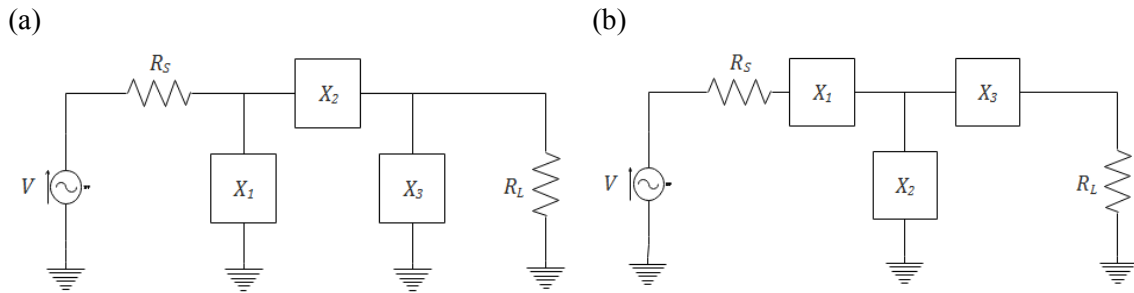 (a)
R_S
X_2
V
X_1
X_3
R_L
(b)
R_S
X_1
X_3
V
X_2
R_L